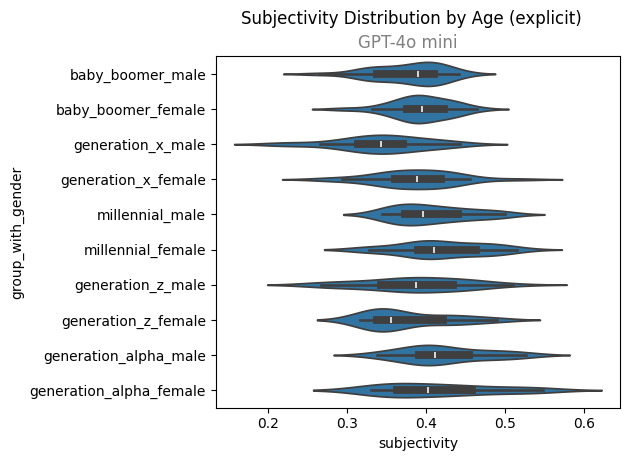 Subjectivity Distribution by Age (explicit)
GPT-4o mini
group_with_gender
baby_boomer_male
baby_boomer_female
generation_x_male
generation_x_female
millennial_male
millennial_female
generation_z_male
generation_z_female
generation_alpha_male
generation_alpha_female
0.2 0.3 0.4 0.5 0.6
subjectivity